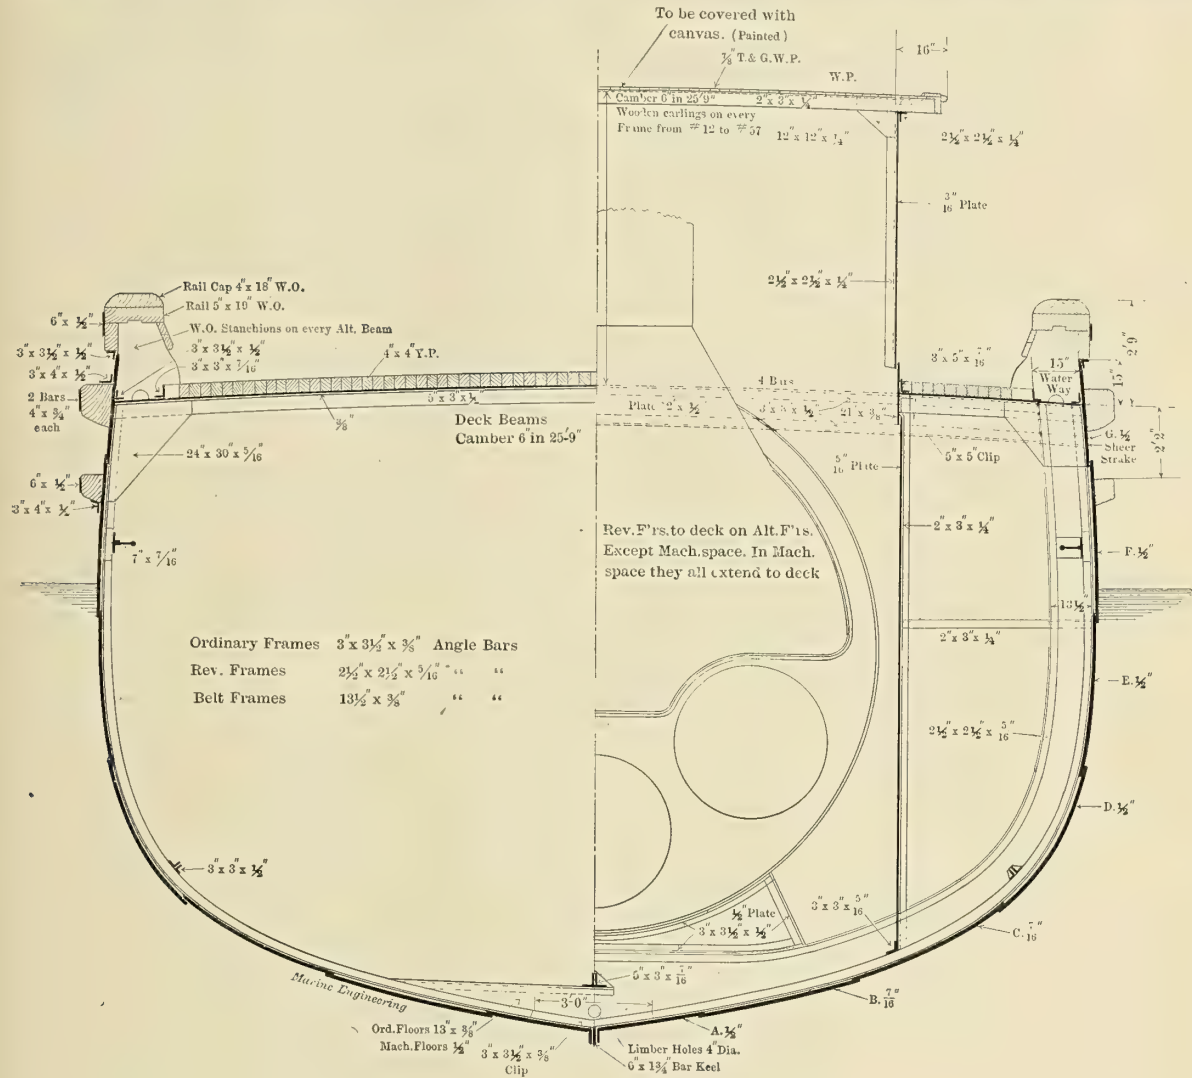 To be covered with
canvas. (Painted)
7/8" T. & G. W. P.
16"
W.P.
Camber 6" in 25'9"
2" x 3" x 1/4"
Wooden carlings on every
Frame from #12 to #57
12" x 12" x 1/4"
2 1/2" x 2 1/2" x 1/4"
3/16" Plate
2 1/2" x 2 1/2" x 1/4"
Rail Cap 4" x 18" W.O.
Rail 5" x 19" W.O.
6" x 1/2"
W.O. Stanchions on every Alt. Beam
3" x 3 1/2" x 1/2"
3" x 3 1/2" x 1/2"
3" x 3" x 7/16"
4" x 4" Y.P.
3" x 4" x 1/2"
2 Bars
4" x 3/4"
each
5" x 3" x 1/2"
3/8"
Deck Beams
Camber 6" in 25'-9"
3" x 5" x 7/16"
15"
Water
Way
2'9"
15"
4 Bars
3" x 3" x 1/2"
21" x 3/8"
G. 1/2"
Sheer
Strake
2'2"
5" x 5" Clip
5/16" Plate
24" x 30" x 5/16"
6" x 1/2"
3" x 4" x 1/2"
7" x 7/16"
Rev. F'rs. to deck on Alt. F'rs.
Except Mach. space. In Mach.
space they all extend to deck
2" x 3" x 1/4"
F. 1/2"
13 1/2"
2" x 3" x 1/4"
Ordinary Frames 3" x 3 1/2" x 3/8" Angle Bars
Rev. Frames 2 1/2" x 2 1/2" x 5/16" " " "
Belt Frames 13 1/2" x 3/8" " " "
E. 1/2"
2 1/2" x 2 1/2" x 5/16"
D. 1/2"
3" x 3" x 1/2"
3" x 3" x 5/16"
1/2" Plate
3" x 3 1/2" x 1/2"
C. 7/16"
5" x 3" x 7/16"
B. 7/16"
Marine Engineering
3'-0"
A. 1/2"
Ord. Floors 13" x 3/8"
Mach. Floors 1/2"
3" x 3 1/2" x 3/8"
Clip
Limber Holes 4" Dia.
6" x 1 3/4" Bar Keel